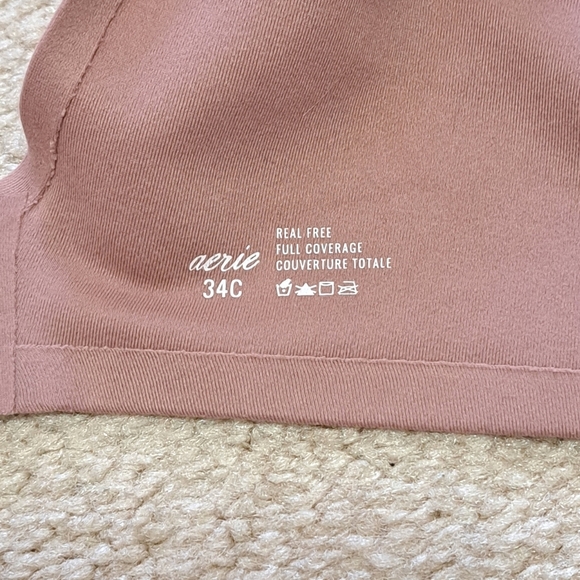 aerie
34C
REAL FREE
FULL COVERAGE
COUVERTURE TOTALE